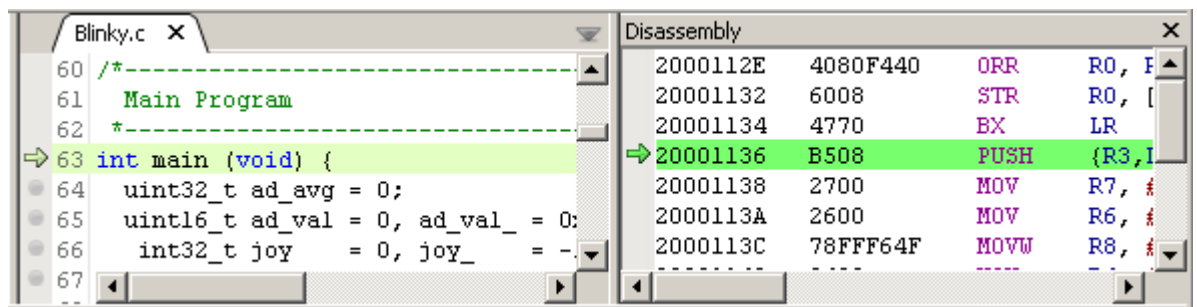 Blinky.c
60 /*----------------------------------
61   Main Program
62  *----------------------------------
63 int main (void) {
64   uint32_t ad_avg = 0;
65   uint16_t ad_val = 0, ad_val_ = 0
66    int32_t joy    = 0, joy_    = -
67
Disassembly
2000112E 4080F440 ORR R0,
20001132 6008 STR R0, [
20001134 4770 BX LR
20001136 B508 PUSH {R3,
20001138 2700 MOV R7, #
2000113A 2600 MOV R6, #
2000113C 78FFF64F MOVW R8, #